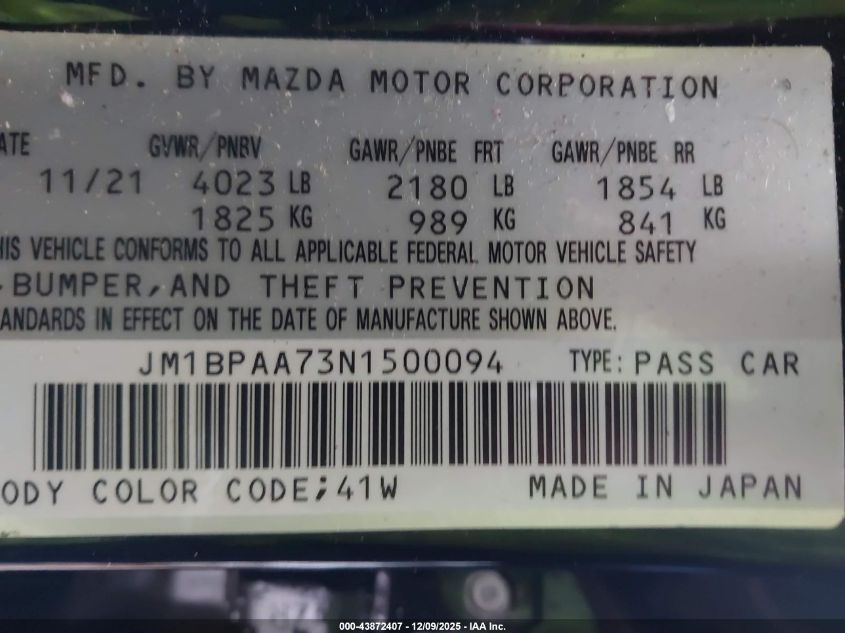 MFD. BY MAZDA MOTOR CORPORATION
ATE GVWR/PNBV GAWR/PNBE FRT GAWR/PNBE RR
11/21 4023 LB 2180 LB 1854 LB
1825 KG 989 KG 841 KG
HIS VEHICLE CONFORMS TO ALL APPLICABLE FEDERAL MOTOR VEHICLE SAFETY
BUMPER, AND THEFT PREVENTION
ANDARDS IN EFFECT ON THE DATE OF MANUFACTURE SHOWN ABOVE.
JM1BPAA73N1500094 TYPE: PASS CAR
ODY COLOR CODE;41W MADE IN JAPAN
000-43872407 - 12/09/2025 - IAA Inc.